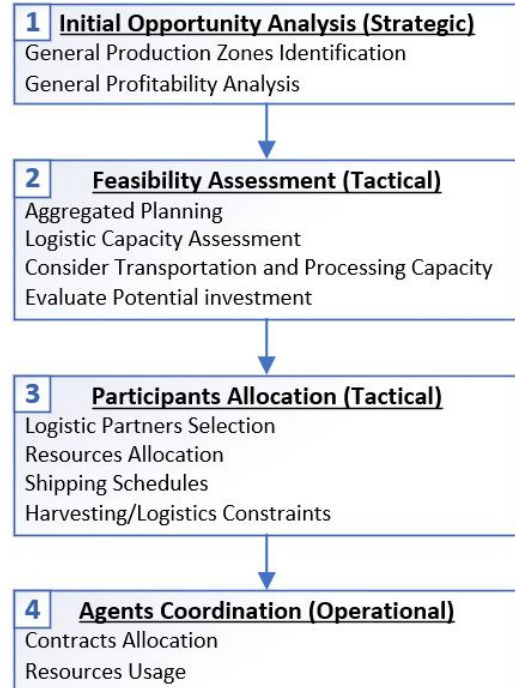 1 Initial Opportunity Analysis (Strategic)
General Production Zones Identification
General Profitability Analysis
2 Feasibility Assessment (Tactical)
Aggregated Planning
Logistic Capacity Assessment
Consider Transportation and Processing Capacity
Evaluate Potential investment
3 Participants Allocation (Tactical)
Logistic Partners Selection
Resources Allocation
Shipping Schedules
Harvesting/Logistics Constraints
4 Agents Coordination (Operational)
Contracts Allocation
Resources Usage